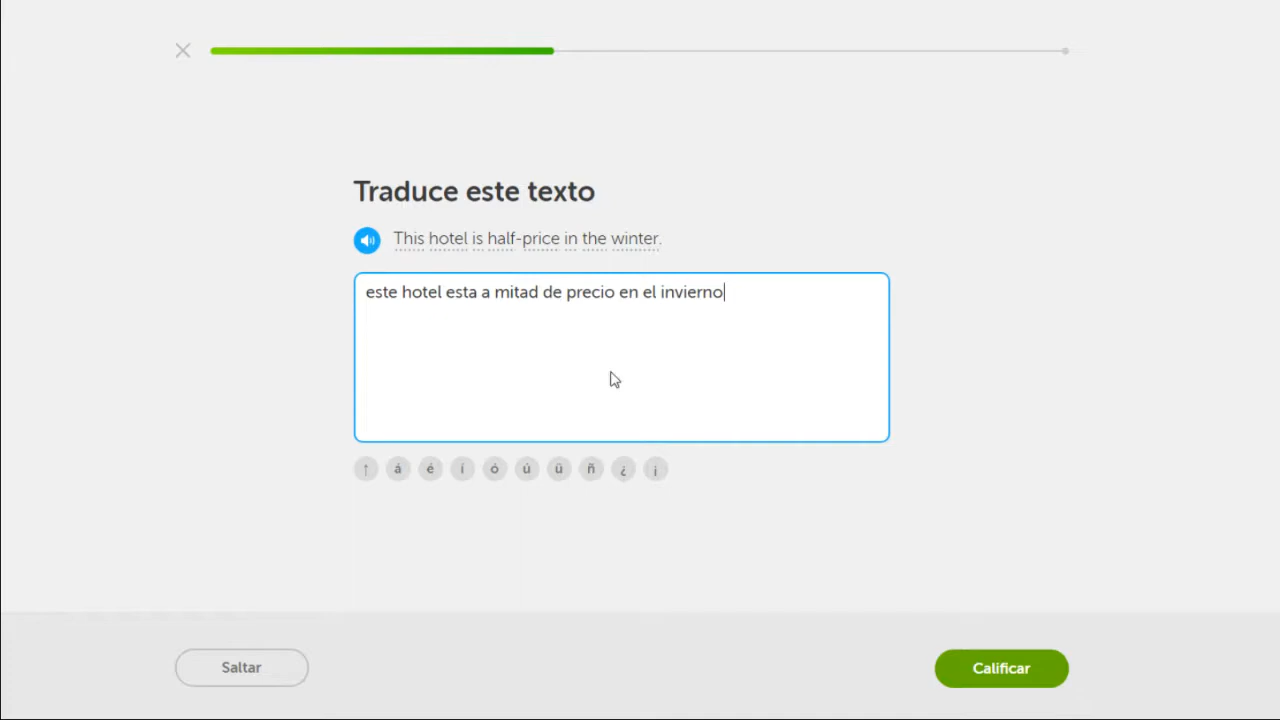 Traduce este texto
This hotel is half-price in the winter.
este hotel esta a mitad de precio en el invierno
↑ á é í ó ú ü ñ ¿ ¡
Saltar
Calificar